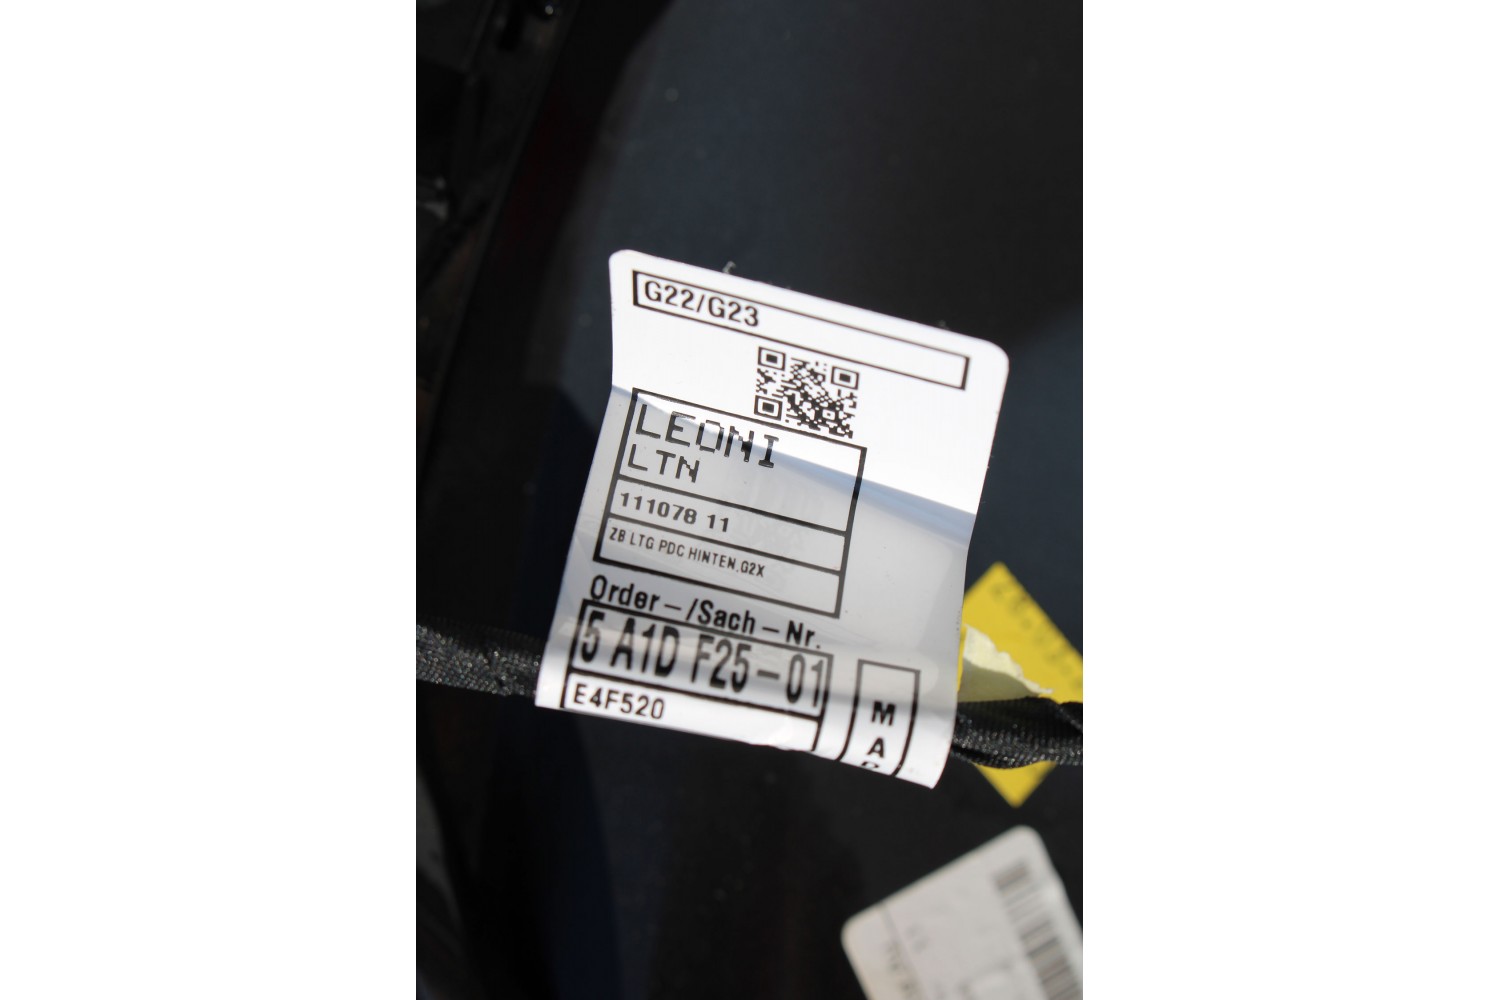 G22/G23
LEONI
LTN
111078 11
ZB LTG PDC HINTEN,G2X
Order-/Sach-Nr.
5 A1D F25-01
E4F520
M
A